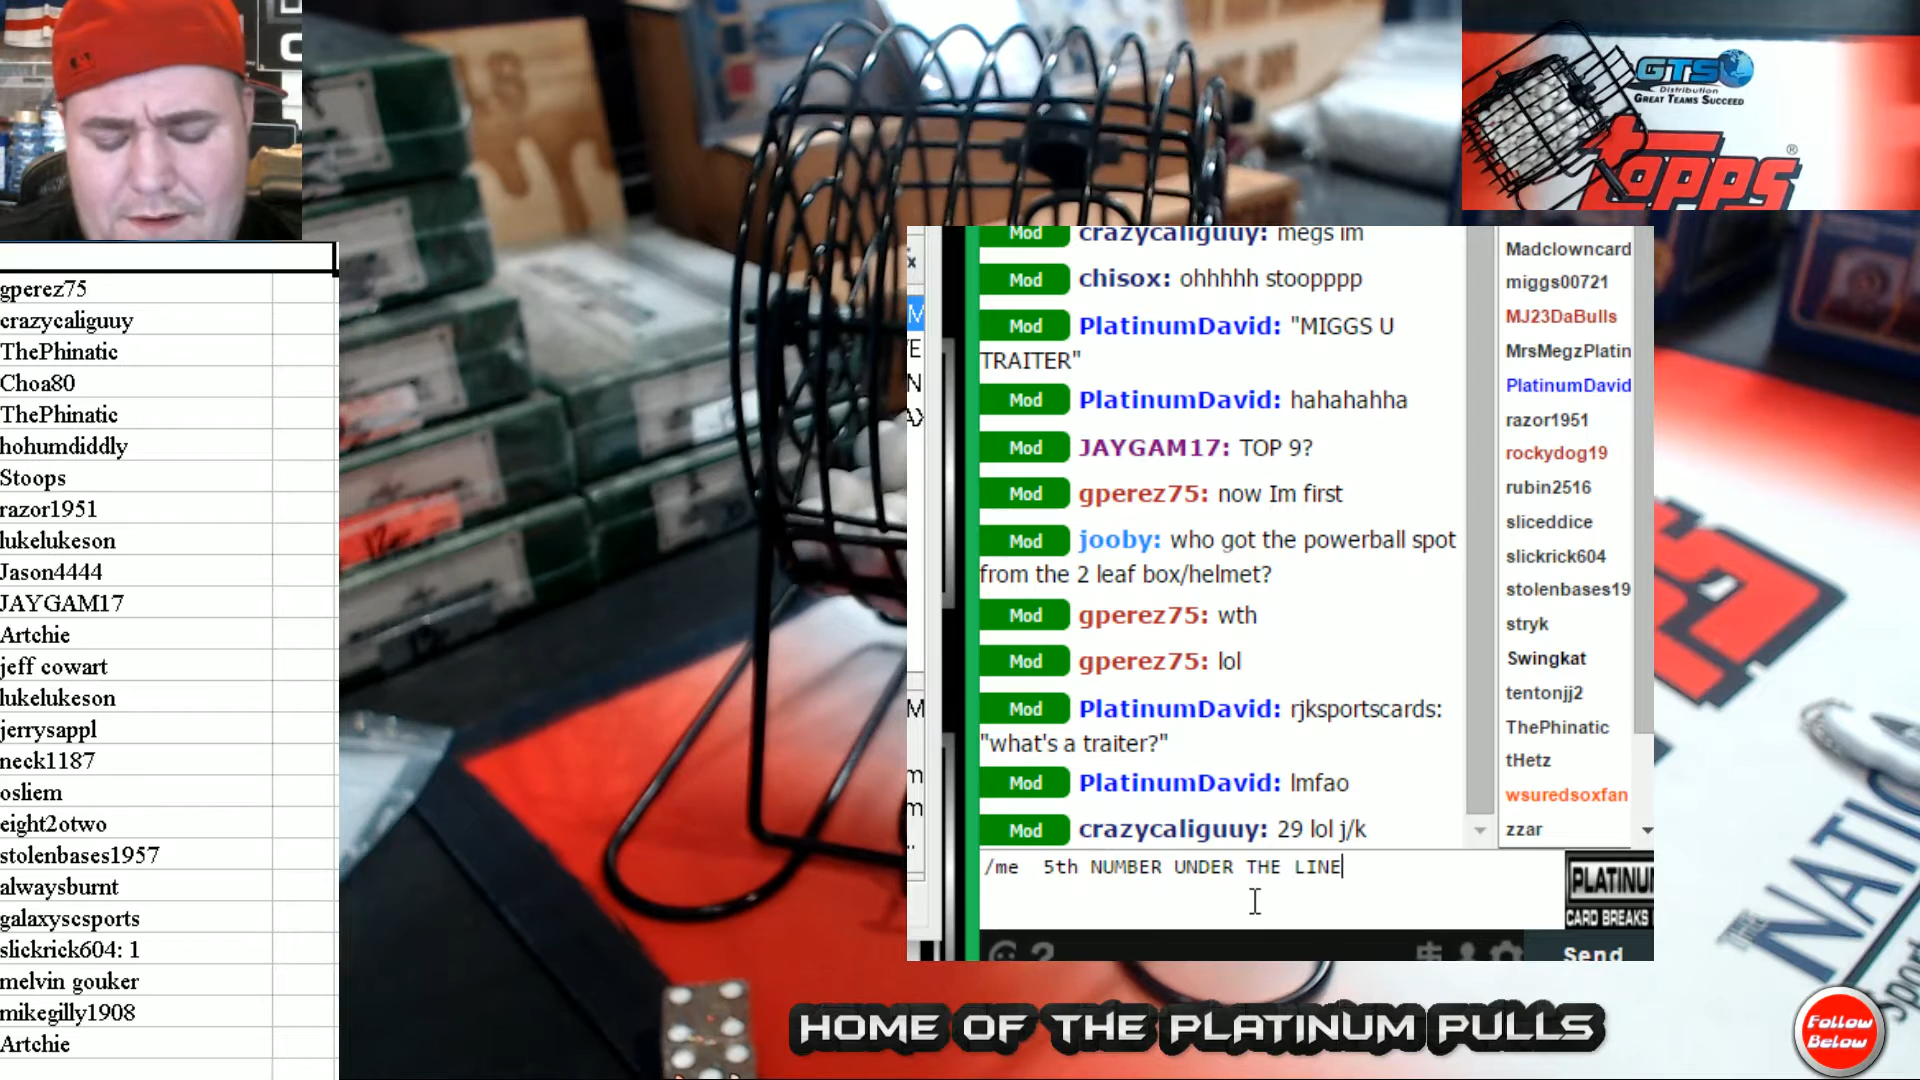 GTS
Distribution
GREAT TEAMS SUCCEED
TOPPS
®
gperez75
crazycaliguuy
ThePhinatic
Choa80
ThePhinatic
hohumdiddly
Stoops
razor1951
lukelukeson
Jason4444
JAYGAM17
Artchie
jeff cowart
lukelukeson
jerrysappl
neck1187
osliem
eight2otwo
stolenbases1957
alwaysburnt
galaxyscsports
slickrick604: 1
melvin gouker
mikegilly1908
Artchie
Mod crazycaliguuy: megs im
Mod chisox: ohhhhh stoopppp
Mod PlatinumDavid: "MIGGS U
TRAITER"
Mod PlatinumDavid: hahahahha
Mod JAYGAM17: TOP 9?
Mod gperez75: now Im first
Mod jooby: who got the powerball spot
from the 2 leaf box/helmet?
Mod gperez75: wth
Mod gperez75: lol
Mod PlatinumDavid: rjksportscards:
"what's a traiter?"
Mod PlatinumDavid: lmfao
Mod crazycaliguuy: 29 lol j/k
/me 5th NUMBER UNDER THE LINE
Send
Madclowncard
miggs00721
MJ23DaBulls
MrsMegzPlatin
PlatinumDavid
razor1951
rockydog19
rubin2516
sliceddice
slickrick604
stolenbases19
stryk
Swingkat
tentonjj2
ThePhinatic
tHetz
wsuredsoxfan
zzar
PLATINU
CARD BREAKS
THE
NATIO
Sport
HOME OF THE PLATINUM PULLS
Follow
Below